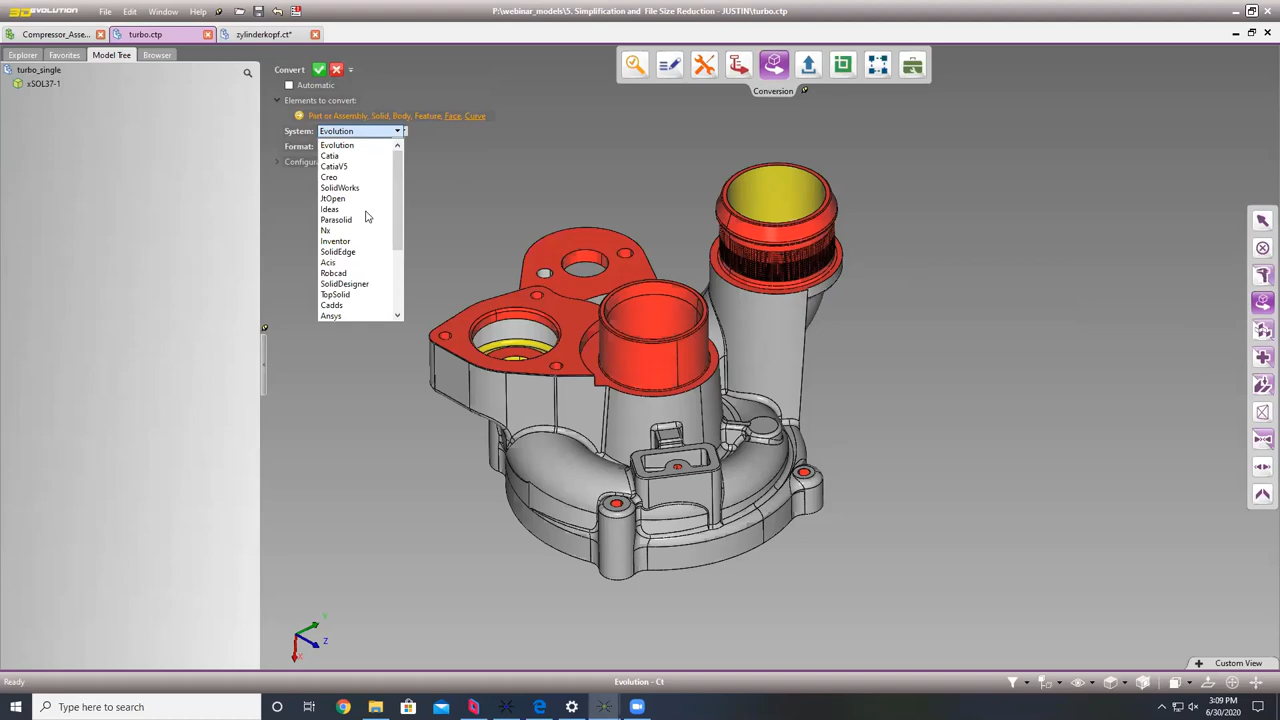 3DEVOLUTION File Edit Window Help P:\webinar_models\5. Simplification and File Size Reduction - JUSTIN\turbo.ctp
Compressor_Asse... turbo.ctp zylinderkopf.ct*
Explorer Favorites Model Tree Browser
turbo_single
xSOL37-1
Convert
Automatic
Elements to convert:
Part or Assembly, Solid, Body, Feature, Face, Curve
System: Evolution
Format:
Configur
Evolution
Catia
CatiaV5
Creo
SolidWorks
JtOpen
Ideas
Parasolid
Nx
Inventor
SolidEdge
Acis
Robcad
SolidDesigner
TopSolid
Cadds
Ansys
Conversion
Y
Z
X
Custom View
Ready Evolution - Ct
Type here to search 3:09 PM
6/30/2020